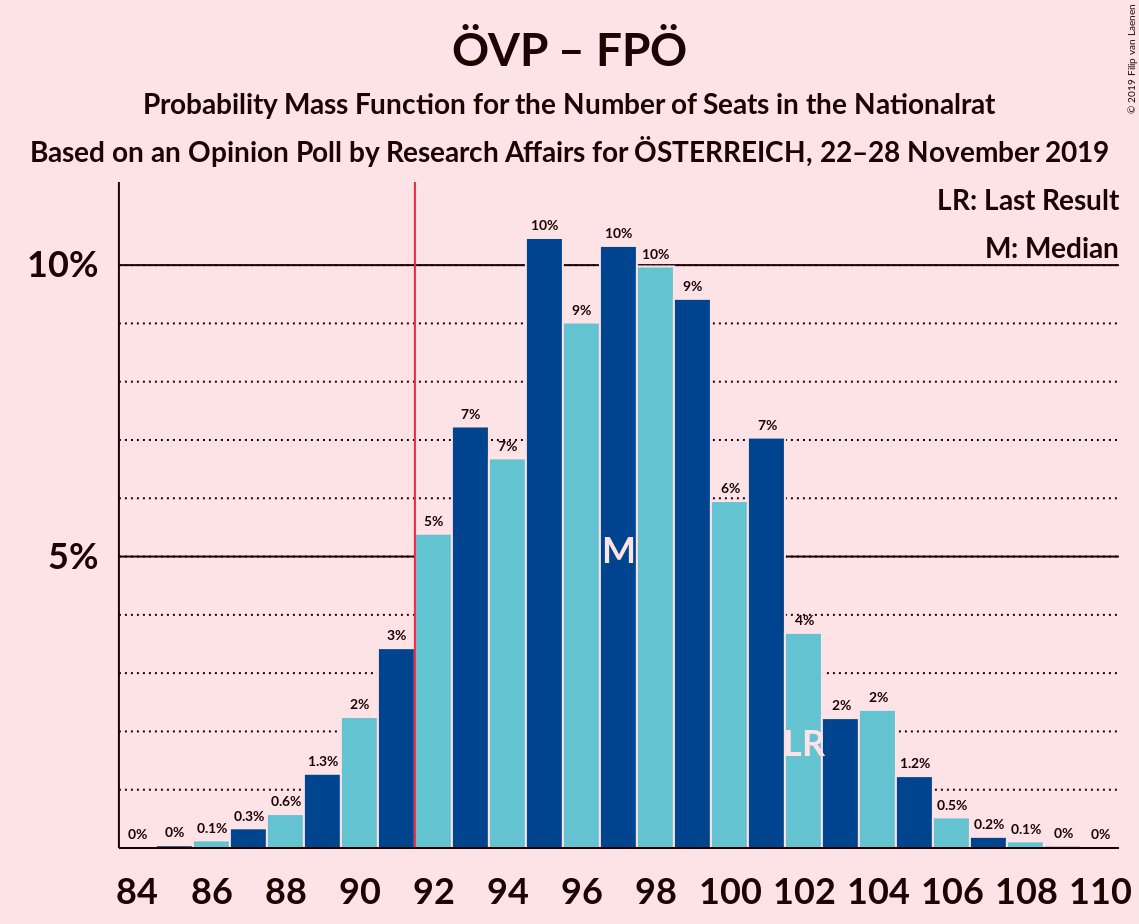 ÖVP – FPÖ
Probability Mass Function for the Number of Seats in the Nationalrat
Based on an Opinion Poll by Research Affairs for ÖSTERREICH, 22–28 November 2019
© 2019 Filip van Laenen
LR: Last Result
M: Median
10%
5%
0% 0% 0.1% 0.3% 0.6% 1.3% 2% 3% 5% 7% 7% 10% 9% 10% 10% 9% 6% 7% 4% 2% 2% 1.2% 0.5% 0.2% 0.1% 0% 0%
M
LR
84 86 88 90 92 94 96 98 100 102 104 106 108 110